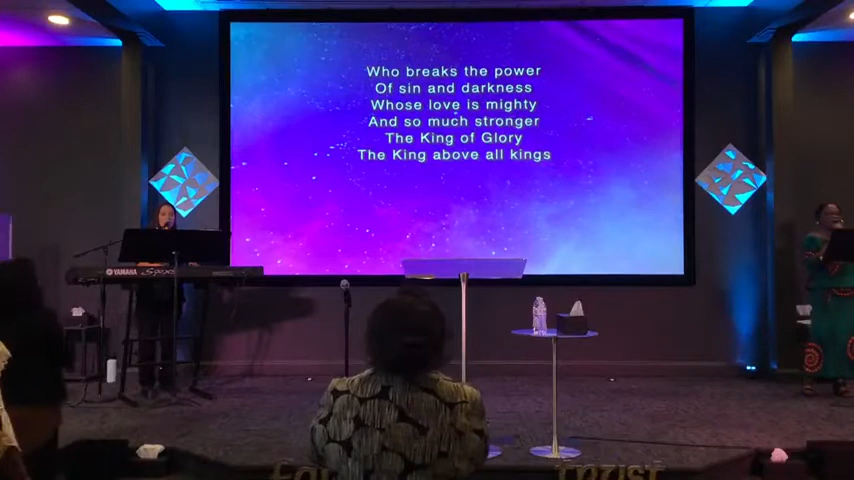 Who breaks the power
Of sin and darkness
Whose love is mighty
And so much stronger
The King of Glory
The King above all kings
YAMAHA